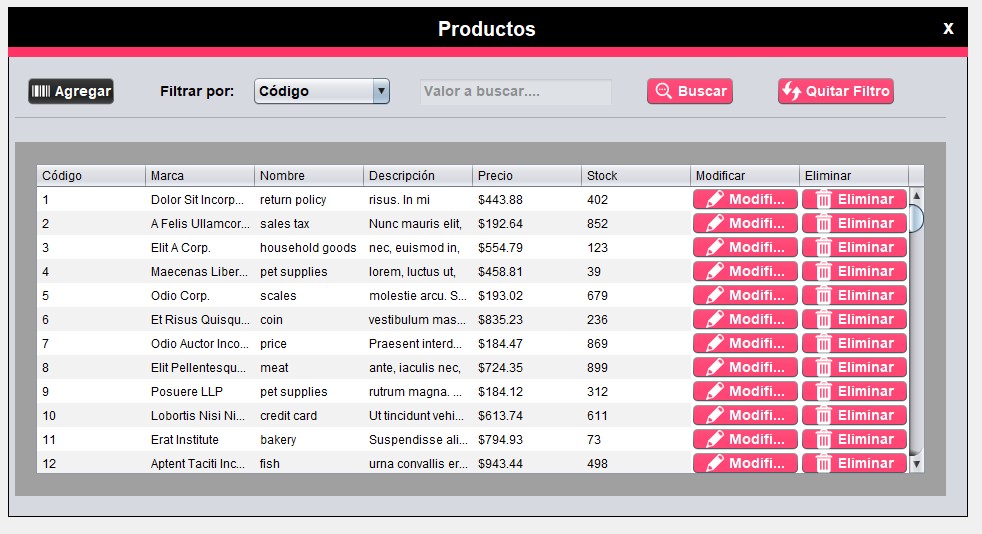 Productos x
Agregar Filtrar por: Código Valor a buscar.... Buscar Quitar Filtro
Código Marca Nombre Descripción Precio Stock Modificar Eliminar
1 Dolor Sit Incorp... return policy risus. In mi $443.88 402 Modifi... Eliminar
2 A Felis Ullamcor... sales tax Nunc mauris elit, $192.64 852 Modifi... Eliminar
3 Elit A Corp. household goods nec, euismod in, $554.79 123 Modifi... Eliminar
4 Maecenas Liber... pet supplies lorem, luctus ut, $458.81 39 Modifi... Eliminar
5 Odio Corp. scales molestie arcu. S... $193.02 679 Modifi... Eliminar
6 Et Risus Quisqu... coin vestibulum mas... $835.23 236 Modifi... Eliminar
7 Odio Auctor Inco... price Praesent interd... $184.47 869 Modifi... Eliminar
8 Elit Pellentesqu... meat ante, iaculis nec, $724.35 899 Modifi... Eliminar
9 Posuere LLP pet supplies rutrum magna. ... $184.12 312 Modifi... Eliminar
10 Lobortis Nisi Ni... credit card Ut tincidunt vehi... $613.74 611 Modifi... Eliminar
11 Erat Institute bakery Suspendisse ali... $794.93 73 Modifi... Eliminar
12 Aptent Taciti Inc... fish urna convallis er... $943.44 498 Modifi... Eliminar